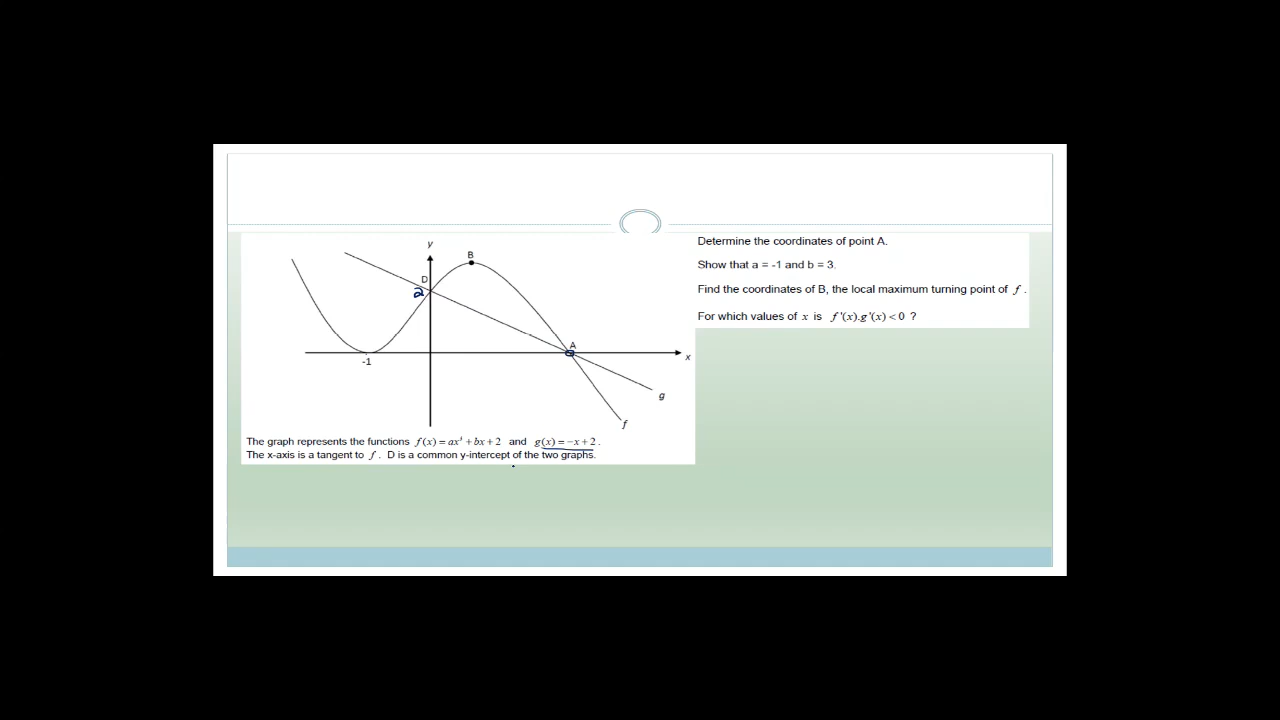 y
B
D
2
A
-1
x
g
f
The graph represents the functions f(x) = ax³ + bx + 2 and g(x) = −x + 2 .
The x-axis is a tangent to f . D is a common y-intercept of the two graphs.
Determine the coordinates of point A.
Show that a = -1 and b = 3.
Find the coordinates of B, the local maximum turning point of f .
For which values of x is f '(x).g '(x) < 0 ?